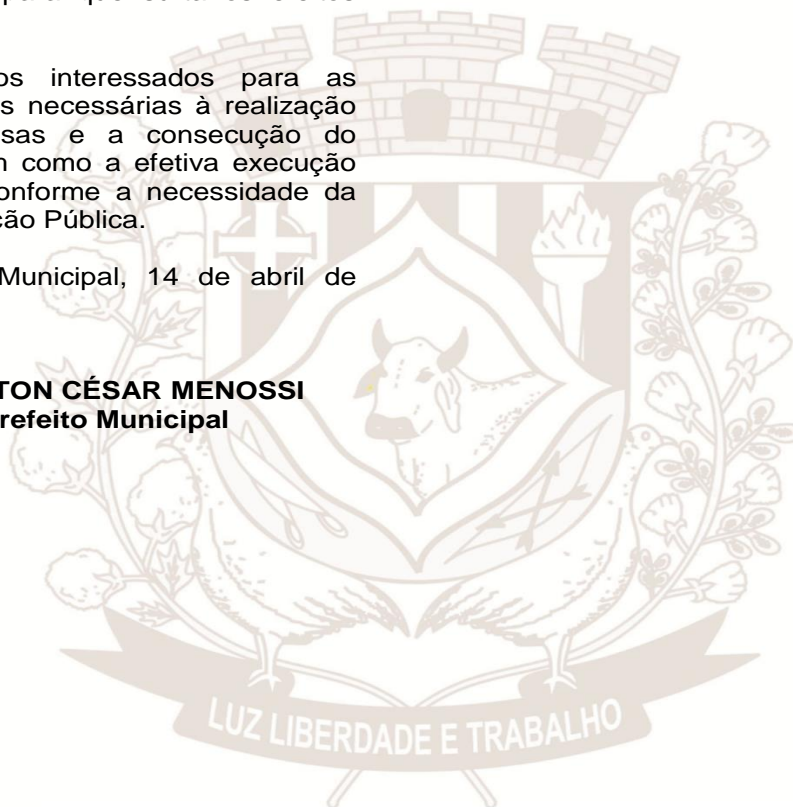 os interessados para as
s necessárias à realização
sas e a consecução do
como a efetiva execução
onforme a necessidade da
ção Pública.
Municipal, 14 de abril de
TON CÉSAR MENOSSI
refeito Municipal
LUZ LIBERDADE E TRABALHO